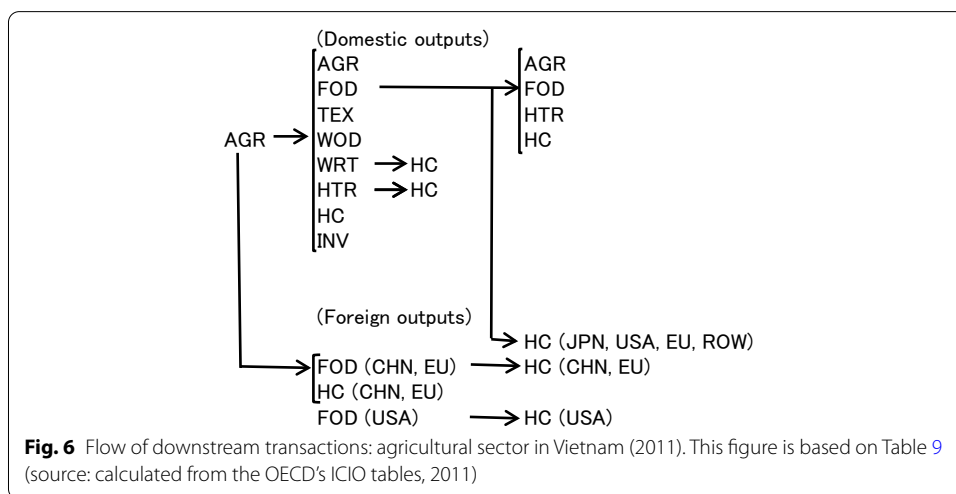 (Domestic outputs)
AGR AGR
FOD FOD
TEX HTR
AGR WOD HC
WRT HC
HTR HC
HC
INV
(Foreign outputs)
HC (JPN, USA, EU, ROW)
FOD (CHN, EU) HC (CHN, EU)
HC (CHN, EU)
FOD (USA) HC (USA)
Fig. 6 Flow of downstream transactions: agricultural sector in Vietnam (2011). This figure is based on Table 9
(source: calculated from the OECD's ICIO tables, 2011)